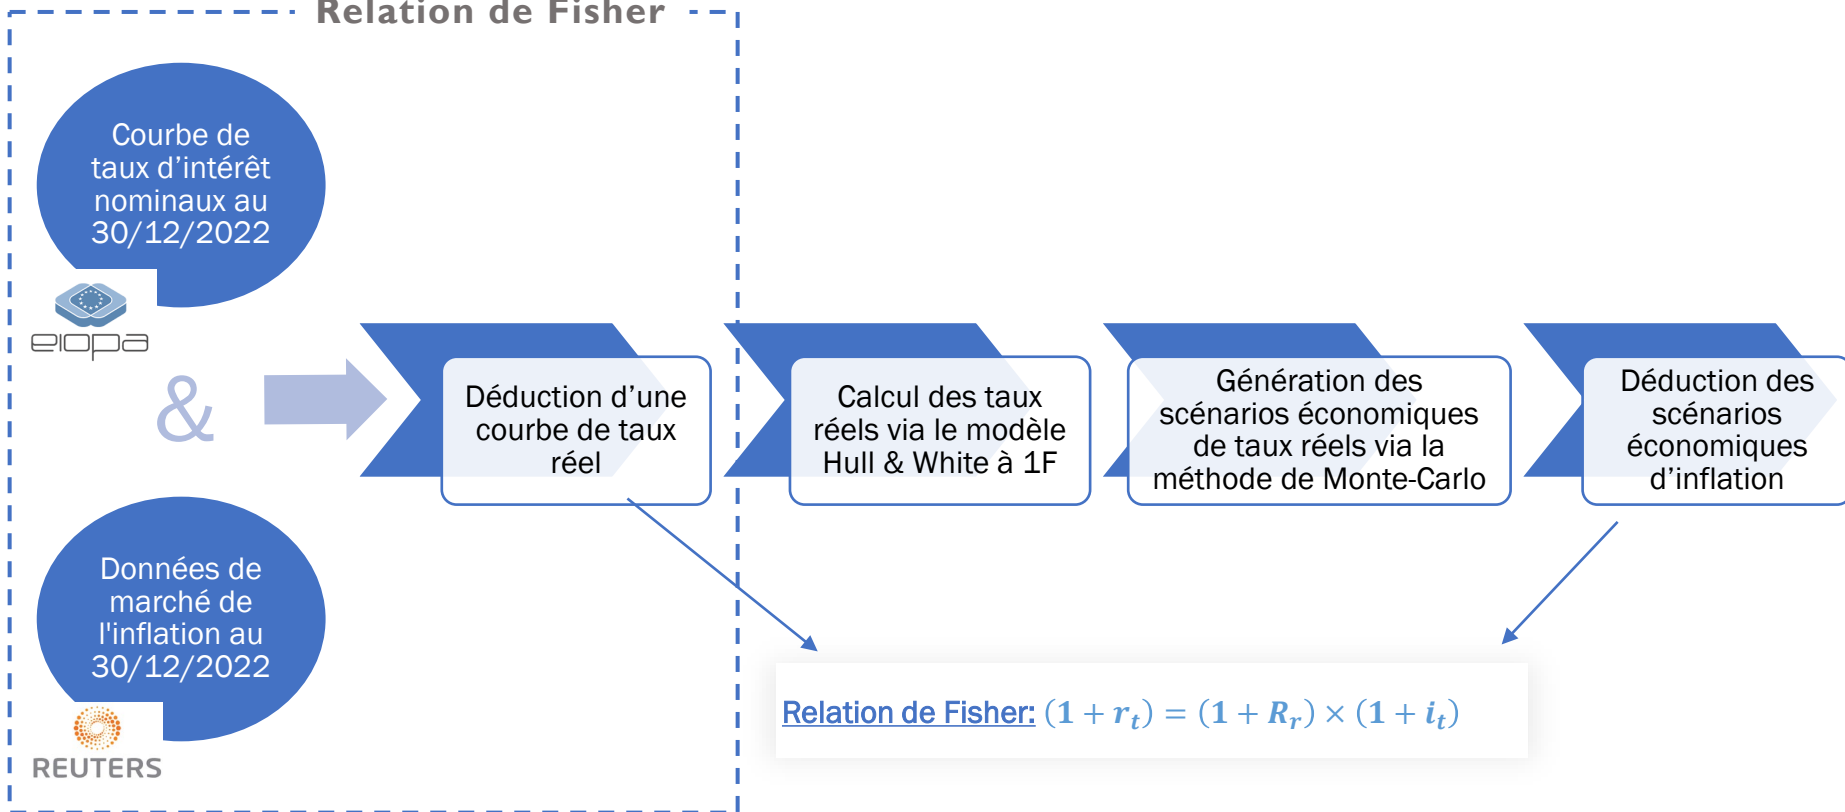 Relation de Fisher
Courbe de
taux d’intérêt
nominaux au
30/12/2022
eiopa
&
Données de
marché de
l'inflation au
30/12/2022
REUTERS
Déduction d’une
courbe de taux
réel
Calcul des taux
réels via le modèle
Hull & White à 1F
Génération des
scénarios économiques
de taux réels via la
méthode de Monte-Carlo
Déduction des
scénarios
économiques
d’inflation
Relation de Fisher: (1 + r_t) = (1 + R_r) × (1 + i_t)